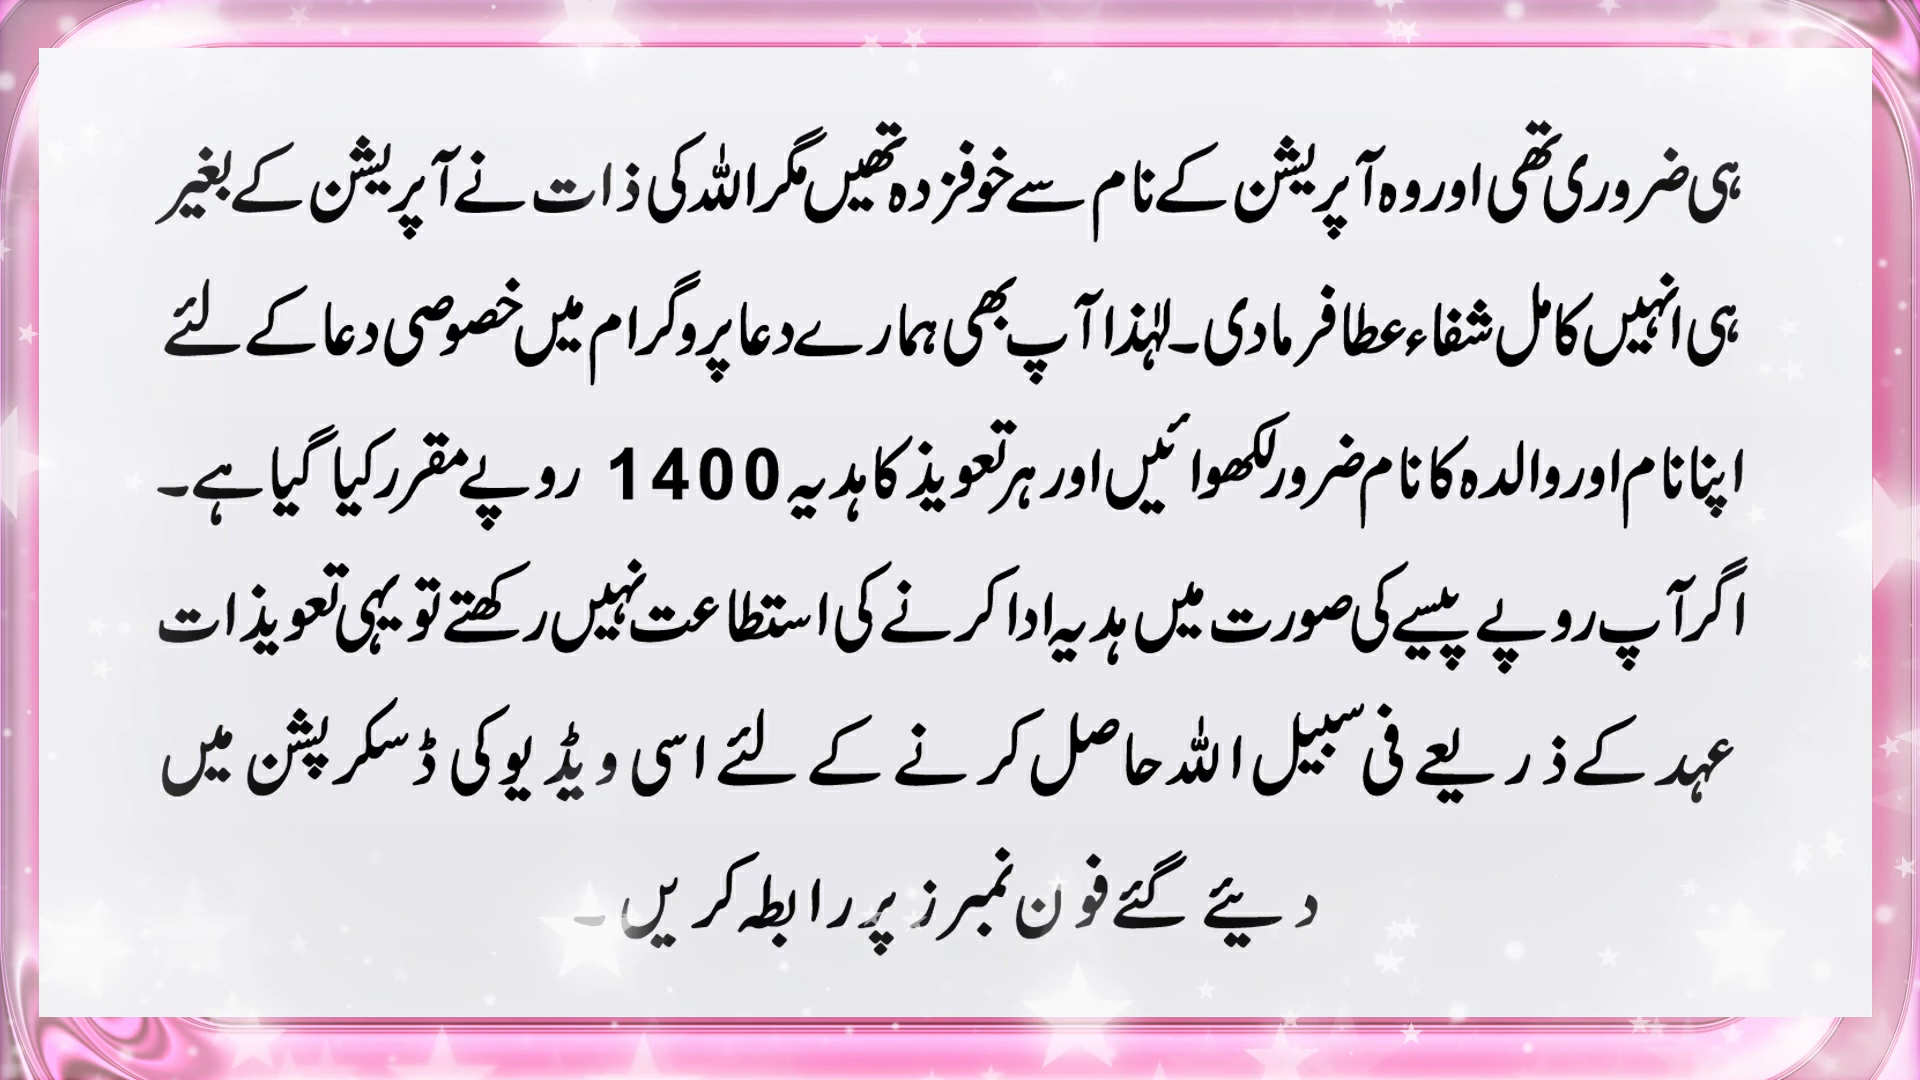 ہی ضروری تھی اور وہ آپریشن کے نام سے خوفزدہ تھیں مگر اللہ کی ذات نے آپریشن کے بغیر
ہی انہیں کامل شفاء عطا فرما دی۔ لہٰذا آپ بھی ہمارے دعا پروگرام میں خصوصی دعا کے لئے
اپنا نام اور والدہ کا نام ضرور لکھوائیں اور ہر تعویذ کا ہدیہ 1400 روپے مقرر کیا گیا ہے۔
اگر آپ روپے پیسے کی صورت میں ہدیہ ادا کرنے کی استطاعت نہیں رکھتے تو یہی تعویذات
عہد کے ذریعے فی سبیل اللہ حاصل کرنے کے لئے اسی ویڈیو کی ڈسکرپشن میں
دیئے گئے فون نمبرز پر رابطہ کریں۔